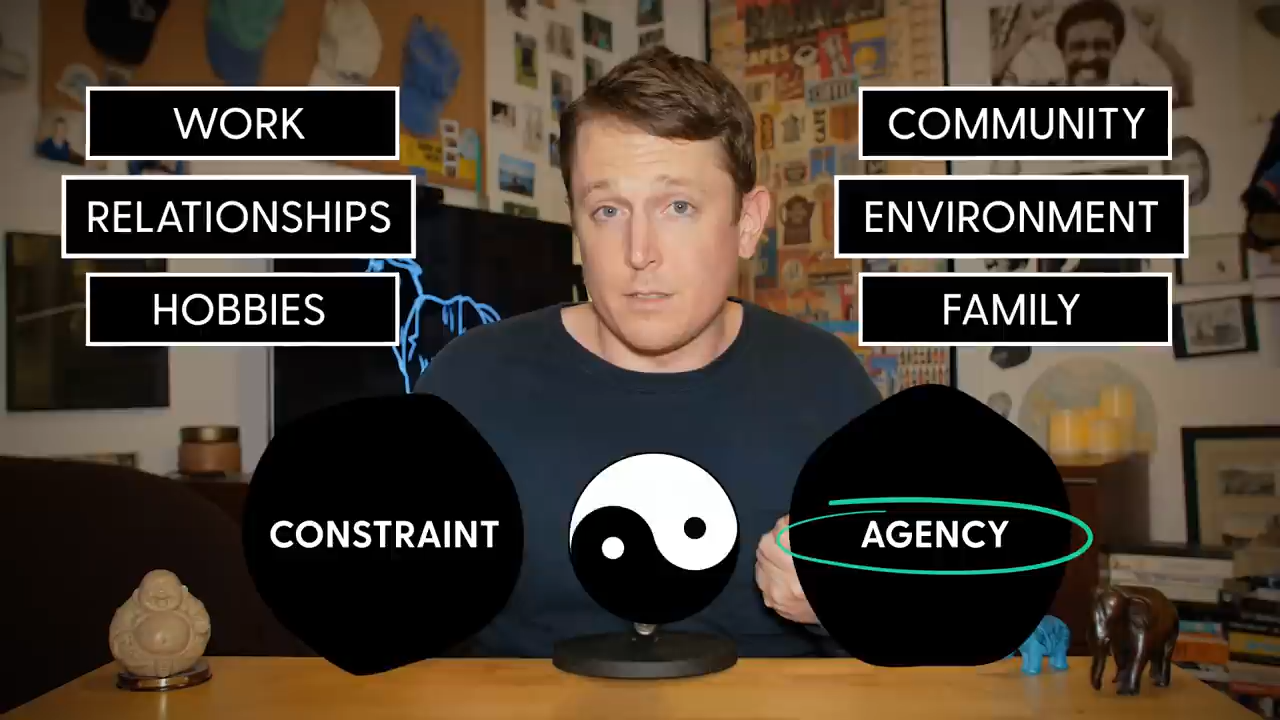 WORK
RELATIONSHIPS
HOBBIES
COMMUNITY
ENVIRONMENT
FAMILY
CONSTRAINT
AGENCY